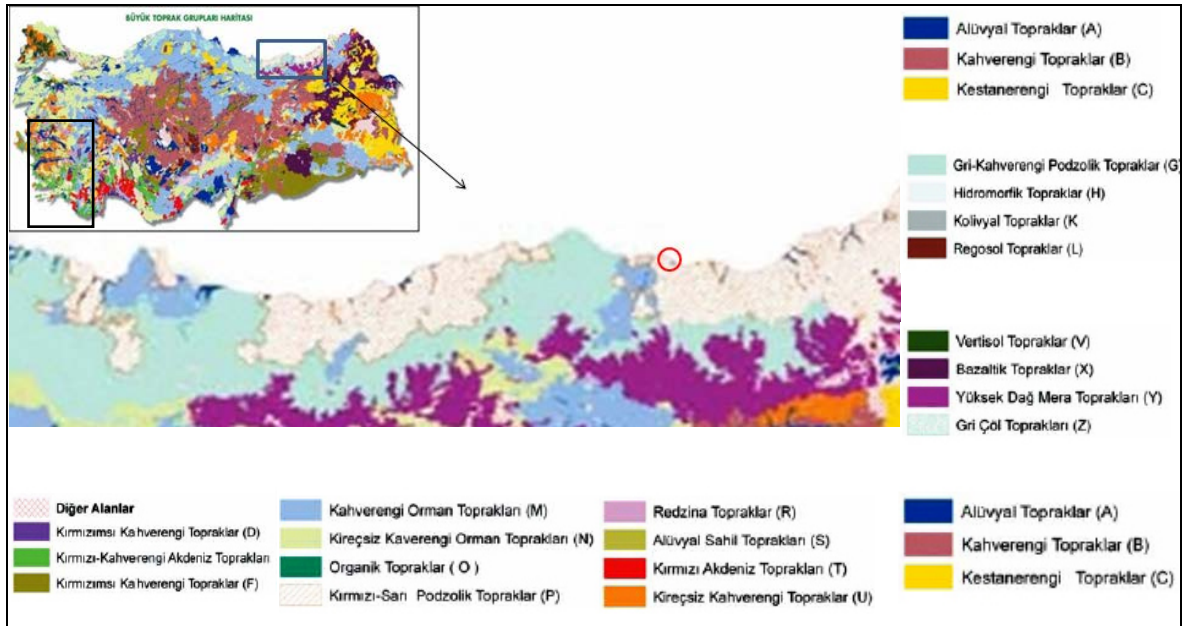 BÜYÜK TOPRAK GRUPLARI HARİTASI
Alüvyal Topraklar (A)
Kahverengi Topraklar (B)
Kestanerengi Topraklar (C)
Gri-Kahverengi Podzolik Topraklar (G)
Hidromorfik Topraklar (H)
Kolivyal Topraklar (K
Regosol Topraklar (L)
Vertisol Topraklar (V)
Bazaltik Topraklar (X)
Yüksek Dağ Mera Toprakları (Y)
Gri Çöl Toprakları (Z)
Diğer Alanlar
Kırmızımsı Kahverengi Topraklar (D)
Kırmızı-Kahverengi Akdeniz Toprakları
Kırmızımsı Kahverengi Topraklar (F)
Kahverengi Orman Toprakları (M)
Kireçsiz Kaverengi Orman Toprakları (N)
Organik Topraklar ( O )
Kırmızı-Sarı Podzolik Topraklar (P)
Redzina Topraklar (R)
Alüvyal Sahil Toprakları (S)
Kırmızı Akdeniz Toprakları (T)
Kireçsiz Kahverengi Topraklar (U)
Alüvyal Topraklar (A)
Kahverengi Topraklar (B)
Kestanerengi Topraklar (C)